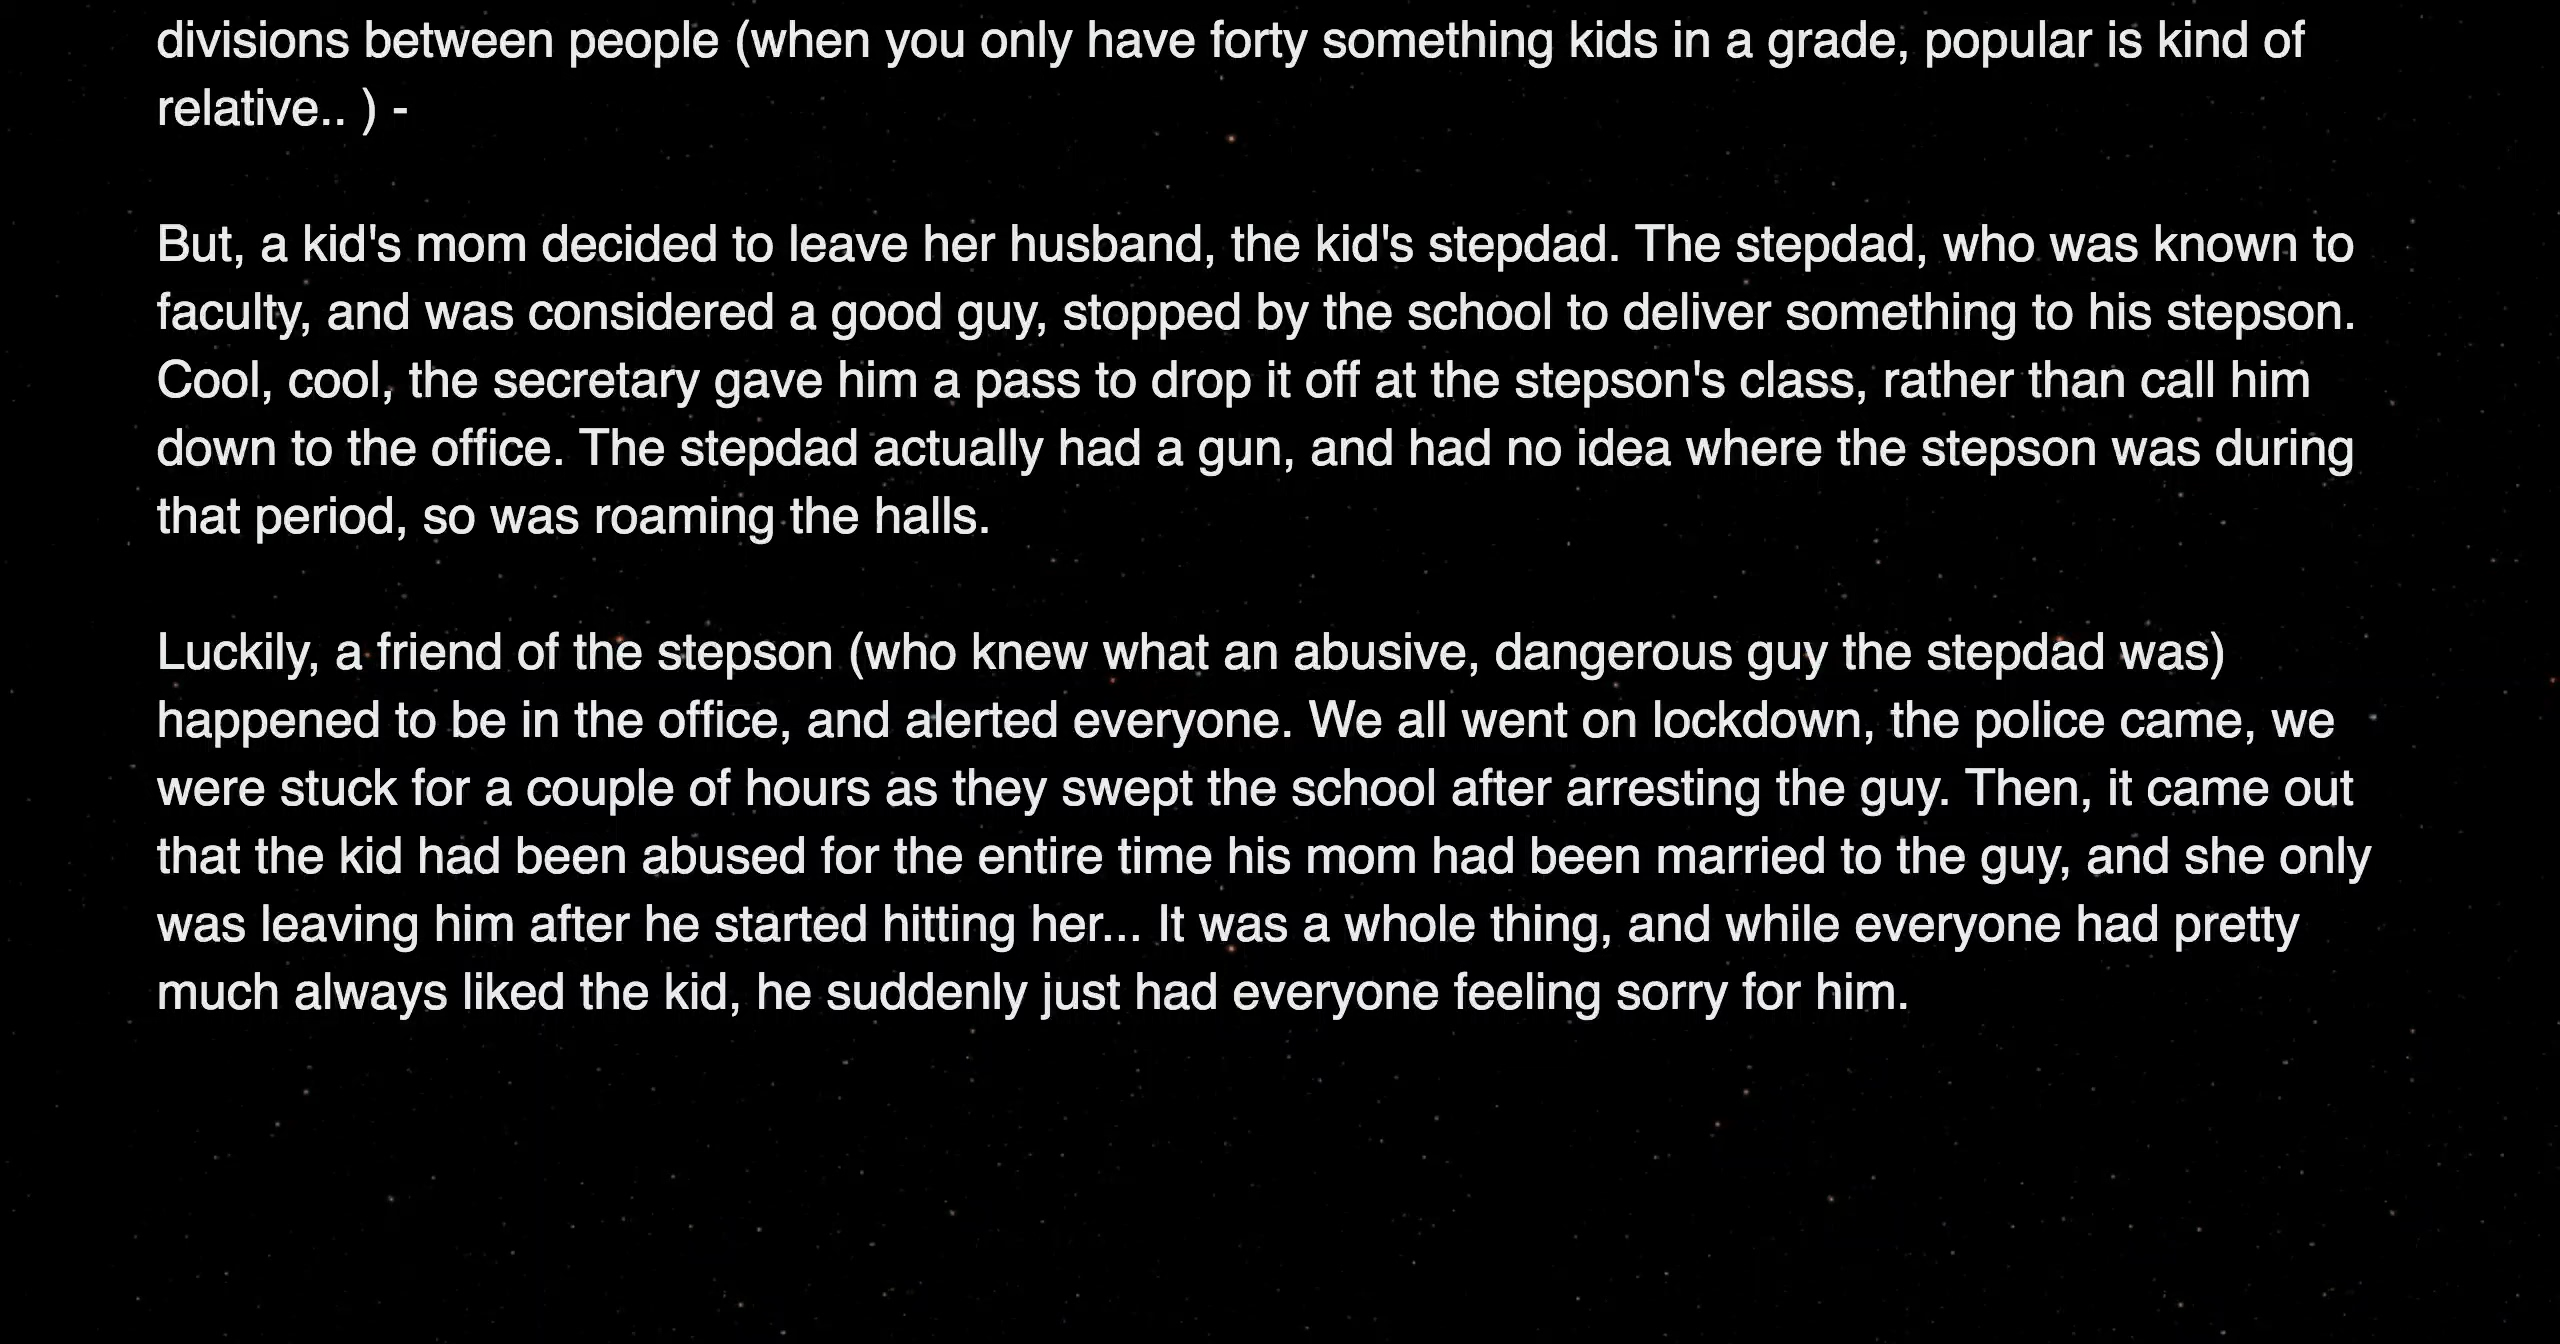 divisions between people (when you only have forty something kids in a grade, popular is kind of
relative.. ) -
But, a kid's mom decided to leave her husband, the kid's stepdad. The stepdad, who was known to
faculty, and was considered a good guy, stopped by the school to deliver something to his stepson.
Cool, cool, the secretary gave him a pass to drop it off at the stepson's class, rather than call him
down to the office. The stepdad actually had a gun, and had no idea where the stepson was during
that period, so was roaming the halls.
Luckily, a friend of the stepson (who knew what an abusive, dangerous guy the stepdad was)
happened to be in the office, and alerted everyone. We all went on lockdown, the police came, we
were stuck for a couple of hours as they swept the school after arresting the guy. Then, it came out
that the kid had been abused for the entire time his mom had been married to the guy, and she only
was leaving him after he started hitting her... It was a whole thing, and while everyone had pretty
much always liked the kid, he suddenly just had everyone feeling sorry for him.